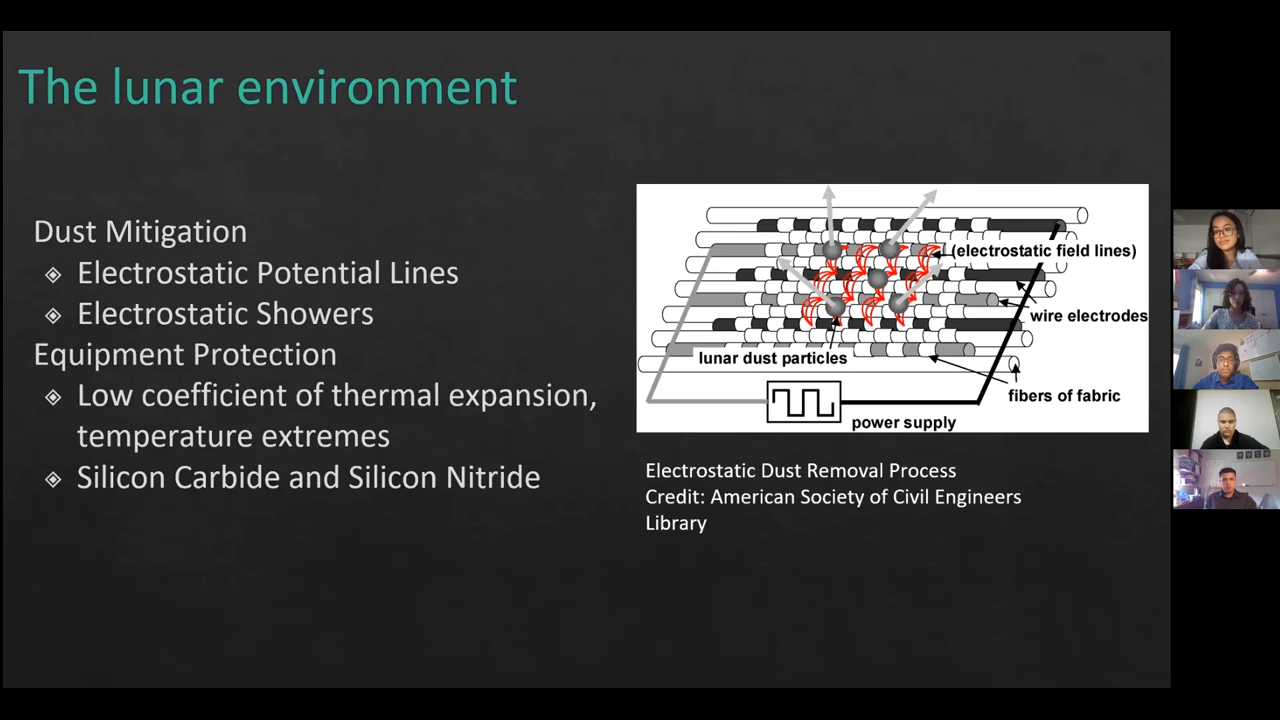 The lunar environment
Dust Mitigation
Electrostatic Potential Lines
Electrostatic Showers
Equipment Protection
Low coefficient of thermal expansion,
temperature extremes
Silicon Carbide and Silicon Nitride
(electrostatic field lines)
wire electrodes
lunar dust particles
fibers of fabric
power supply
Electrostatic Dust Removal Process
Credit: American Society of Civil Engineers
Library